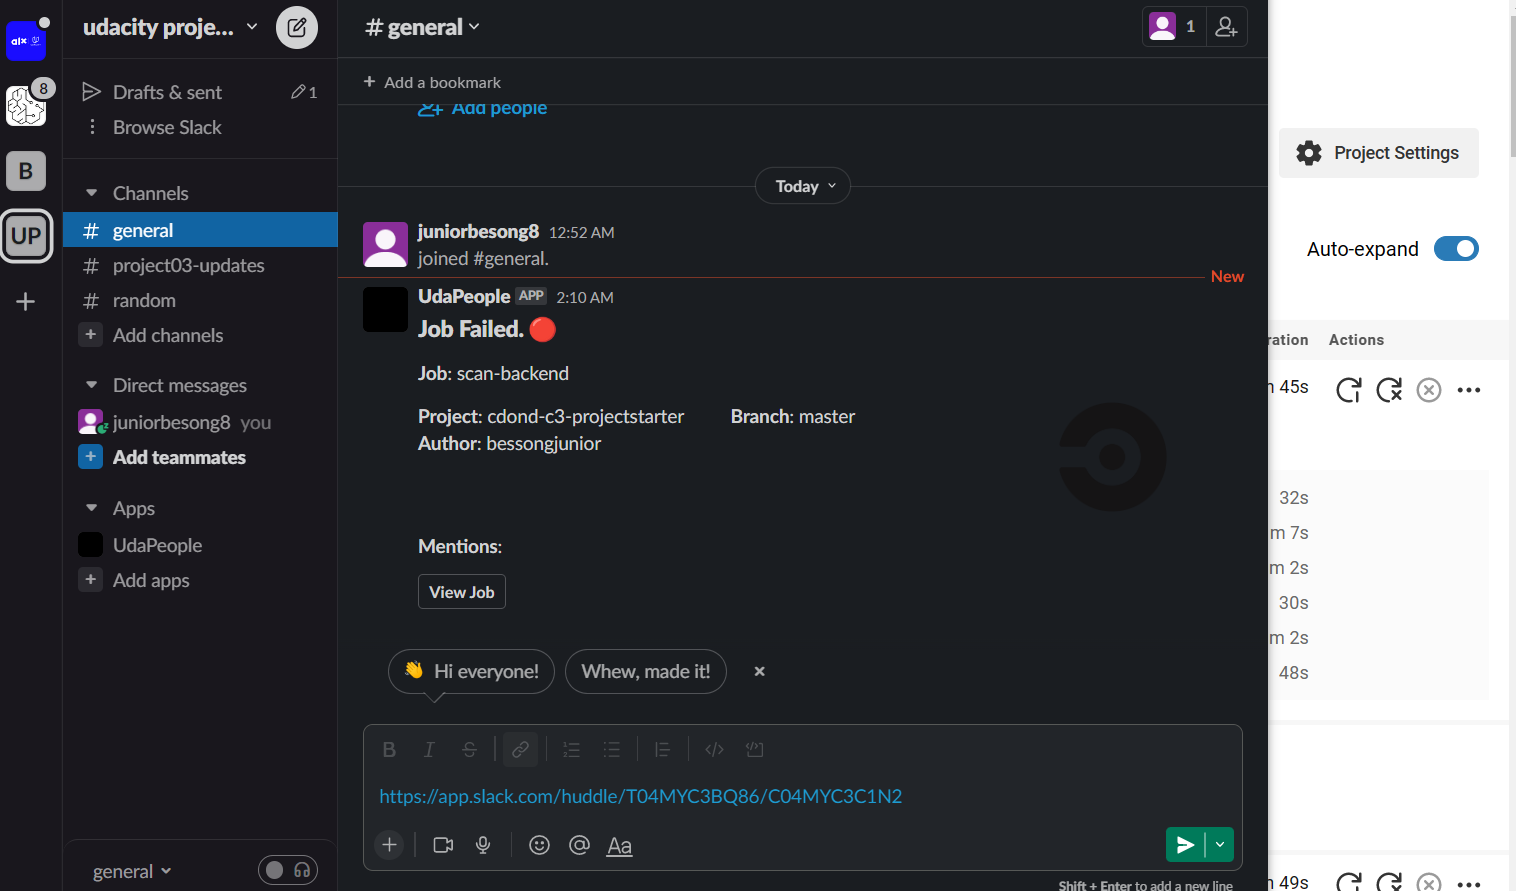 alx
8
B
UP
udacity proje...
Drafts & sent
1
Browse Slack
Channels
# general
# project03-updates
# random
+ Add channels
Direct messages
juniorbesong8 you
+ Add teammates
Apps
UdaPeople
+ Add apps
general
# general
1
+ Add a bookmark
Add people
Today
juniorbesong8 12:52 AM
joined #general.
New
UdaPeople APP 2:10 AM
Job Failed.
Job: scan-backend
Project: cdond-c3-projectstarter Branch: master
Author: bessongjunior
Mentions:
View Job
Hi everyone!
Whew, made it!
B I S
https://app.slack.com/huddle/T04MYC3BQ86/C04MYC3C1N2
+ @ Aa
Shift + Enter to add a new line
Project Settings
Auto-expand
ration Actions
45s
32s
m 7s
m 2s
30s
m 2s
48s
49s